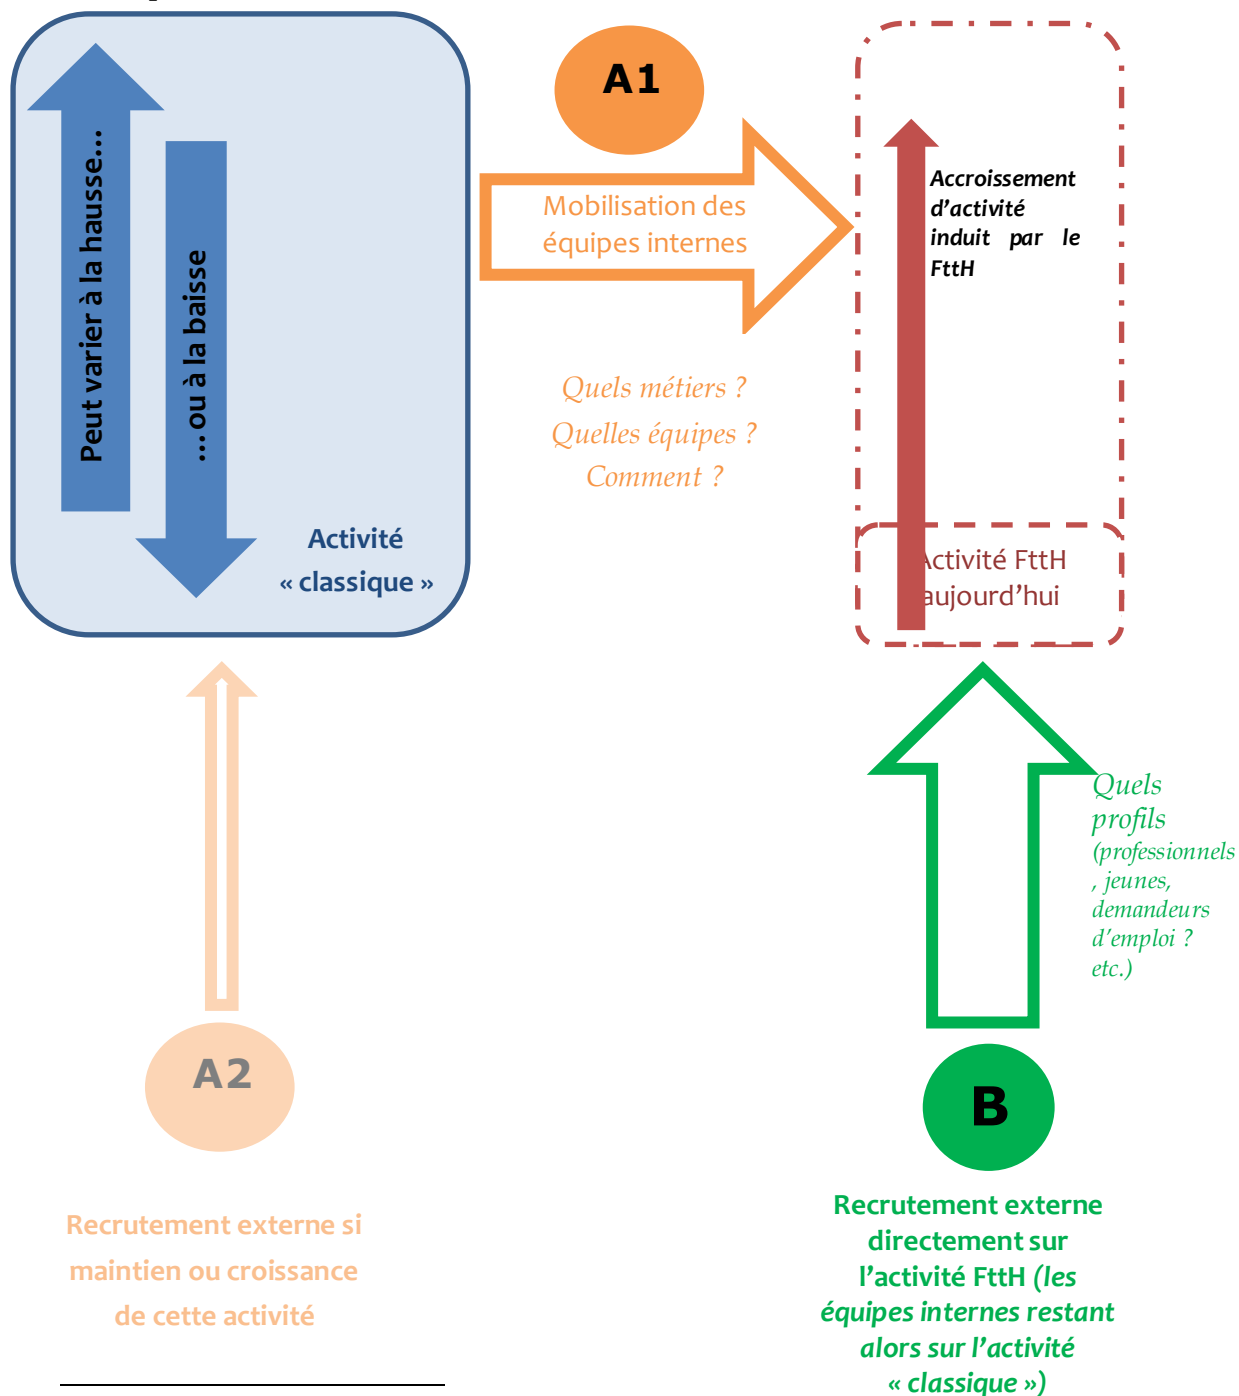 Peut varier à la hausse…
…ou à la baisse
Activité
« classique »
A1
Mobilisation des
équipes internes
Quels métiers ?
Quelles équipes ?
Comment ?
Accroissement
d’activité
induit par le
FttH
Activité FttH
aujourd’hui
A2
Recrutement externe si
maintien ou croissance
de cette activité
Quels
profils
(professionnels
, jeunes,
demandeurs
d’emploi ?
etc.)
B
Recrutement externe
directement sur
l’activité FttH (les
équipes internes restant
alors sur l’activité
« classique »)